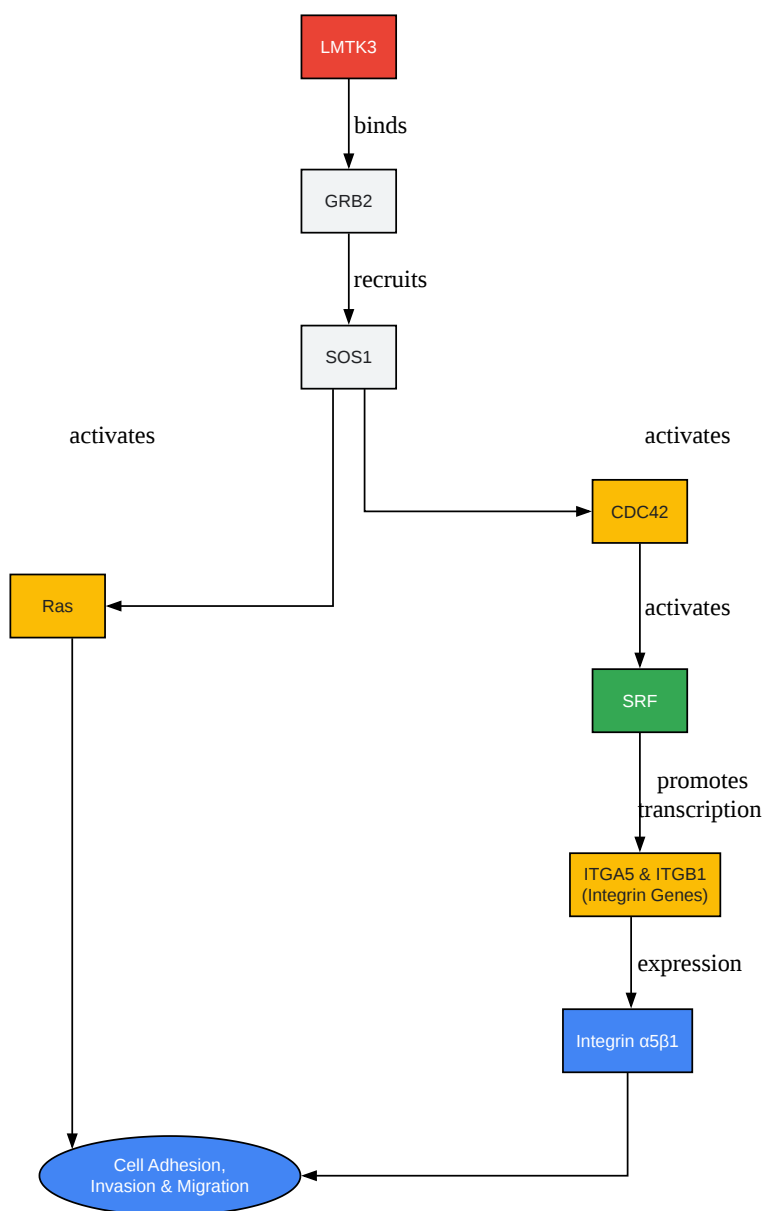 LMTK3
binds
GRB2
recruits
SOS1
activates
activates
CDC42
Ras
activates
SRF
promotes
transcription
ITGA5 & ITGB1
(Integrin Genes)
expression
Integrin α5β1
Cell Adhesion,
Invasion & Migration